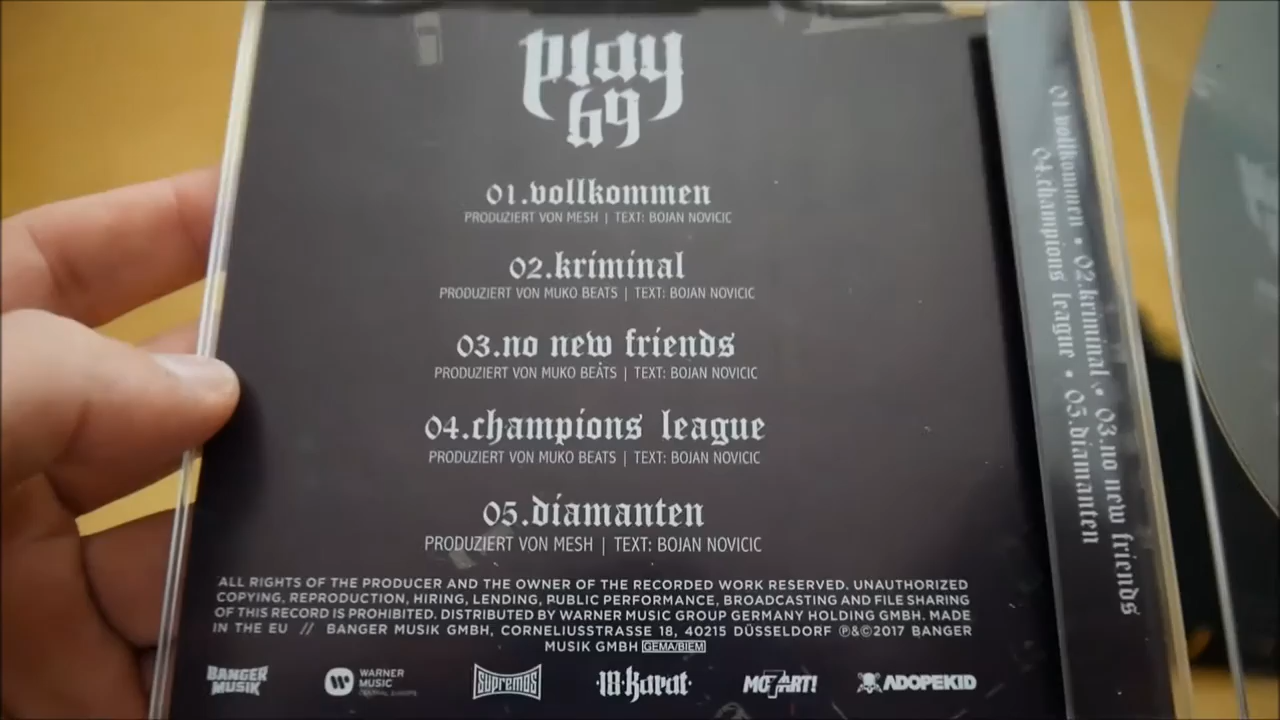 play
69
01.vollkommen
PRODUZIERT VON MESH | TEXT: BOJAN NOVICIC
02.kriminal
PRODUZIERT VON MUKO BEATS | TEXT: BOJAN NOVICIC
03.no new friends
PRODUZIERT VON MUKO BEATS | TEXT: BOJAN NOVICIC
04.champions league
PRODUZIERT VON MUKO BEATS | TEXT: BOJAN NOVICIC
05.diamanten
PRODUZIERT VON MESH | TEXT: BOJAN NOVICIC
ALL RIGHTS OF THE PRODUCER AND THE OWNER OF THE RECORDED WORK RESERVED. UNAUTHORIZED
COPYING, REPRODUCTION, HIRING, LENDING, PUBLIC PERFORMANCE, BROADCASTING AND FILE SHARING
OF THIS RECORD IS PROHIBITED. DISTRIBUTED BY WARNER MUSIC GROUP GERMANY HOLDING GMBH. MADE
IN THE EU // BANGER MUSIK GMBH, CORNELIUSSTRASSE 18, 40215 DÜSSELDORF ℗&©2017 BANGER
MUSIK GMBH GEMA/BIEM
BANGER
MUSIK
WARNER
MUSIC
CENTRAL EUROPE
SUPREMOS
18 Karat
MO7ART!
ADOPEKID
01.vollkommen • 02.kriminal • 03.no new friends
04.champions league • 05.diamanten